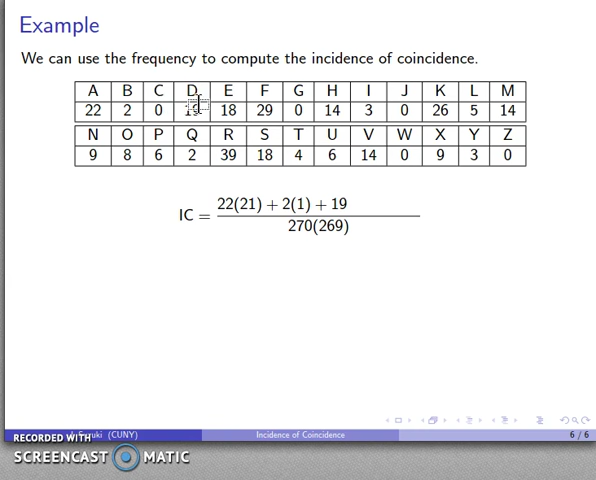 Example
We can use the frequency to compute the incidence of coincidence.
A B C D E F G H I J K L M
22 2 0 19 18 29 0 14 3 0 26 5 14
N O P Q R S T U V W X Y Z
9 8 6 2 39 18 4 6 14 0 9 3 0
IC = 22(21) + 2(1) + 19
270(269)
RECORDED WITH
(CUNY) Incidence of Coincidence 6 / 6
SCREENCAST MATIC